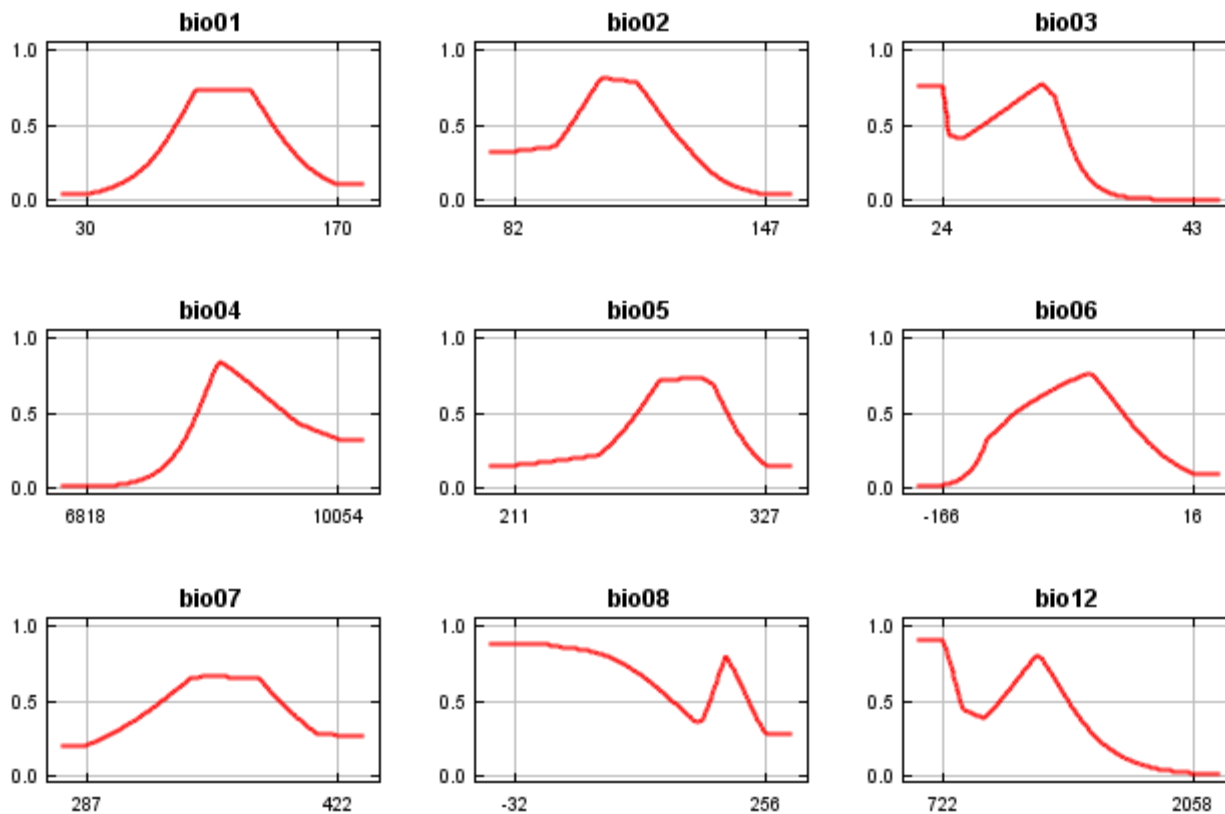 bio01 bio02 bio03
1.0 1.0 1.0
0.5 0.5 0.5
0.0 0.0 0.0
30 170 82 147 24 43
bio04 bio05 bio06
1.0 1.0 1.0
0.5 0.5 0.5
0.0 0.0 0.0
6818 10054 211 327 -166 16
bio07 bio08 bio12
1.0 1.0 1.0
0.5 0.5 0.5
0.0 0.0 0.0
287 422 -32 256 722 2058